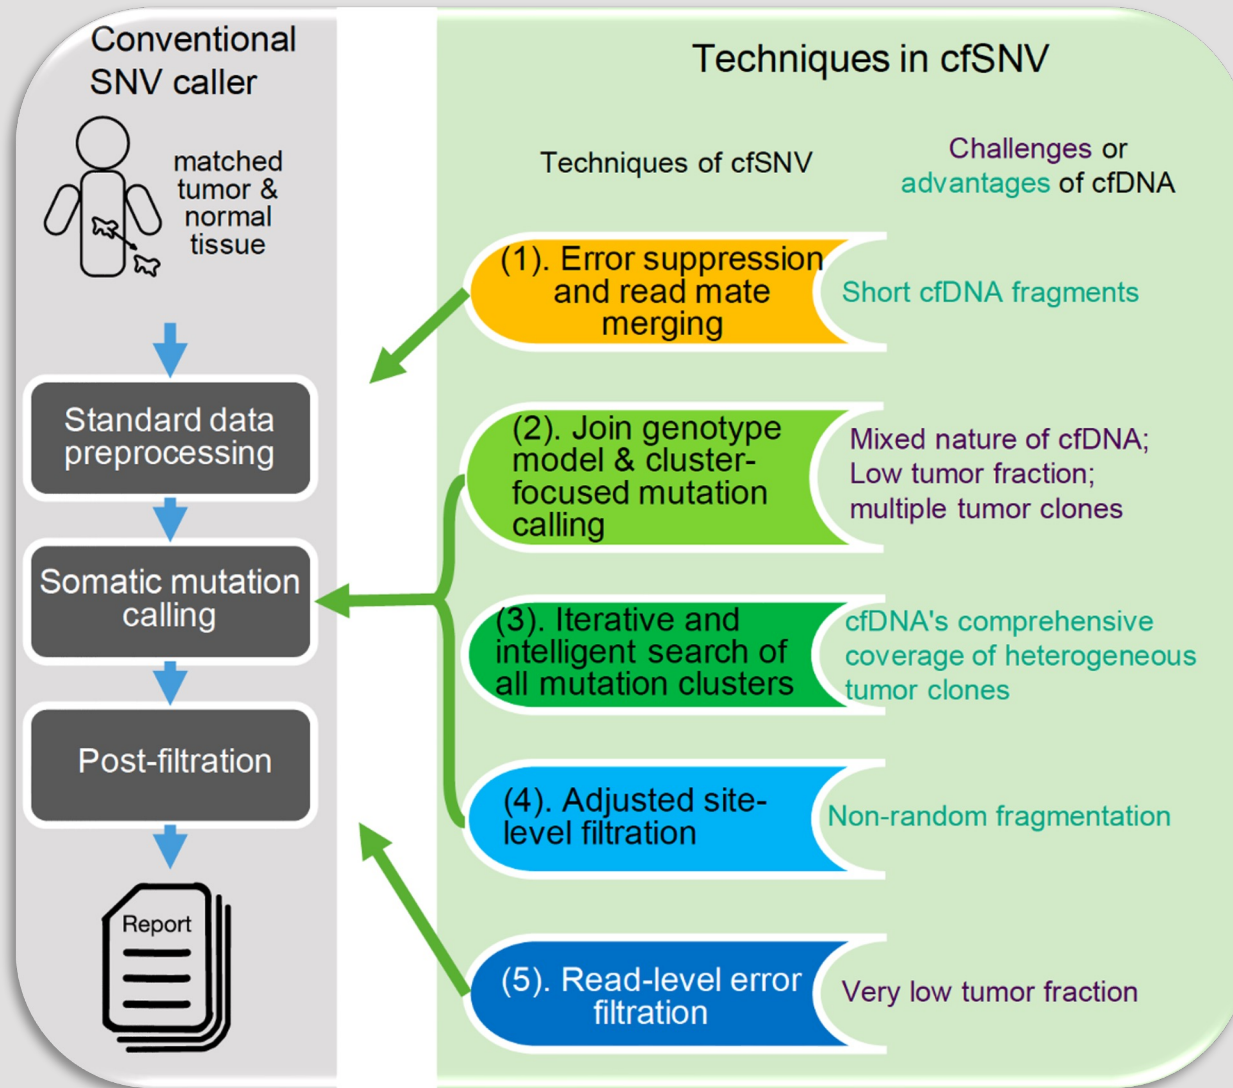 Conventional
SNV caller
matched
tumor &
normal
tissue
Standard data
preprocessing
Somatic mutation
calling
Post-filtration
Report
Techniques in cfSNV
Techniques of cfSNV
Challenges or
advantages of cfDNA
(1). Error suppression
and read mate
merging
Short cfDNA fragments
(2). Join genotype
model & cluster-
focused mutation
calling
Mixed nature of cfDNA;
Low tumor fraction;
multiple tumor clones
(3). Iterative and
intelligent search of
all mutation clusters
cfDNA's comprehensive
coverage of heterogeneous
tumor clones
(4). Adjusted site-
level filtration
Non-random fragmentation
(5). Read-level error
filtration
Very low tumor fraction